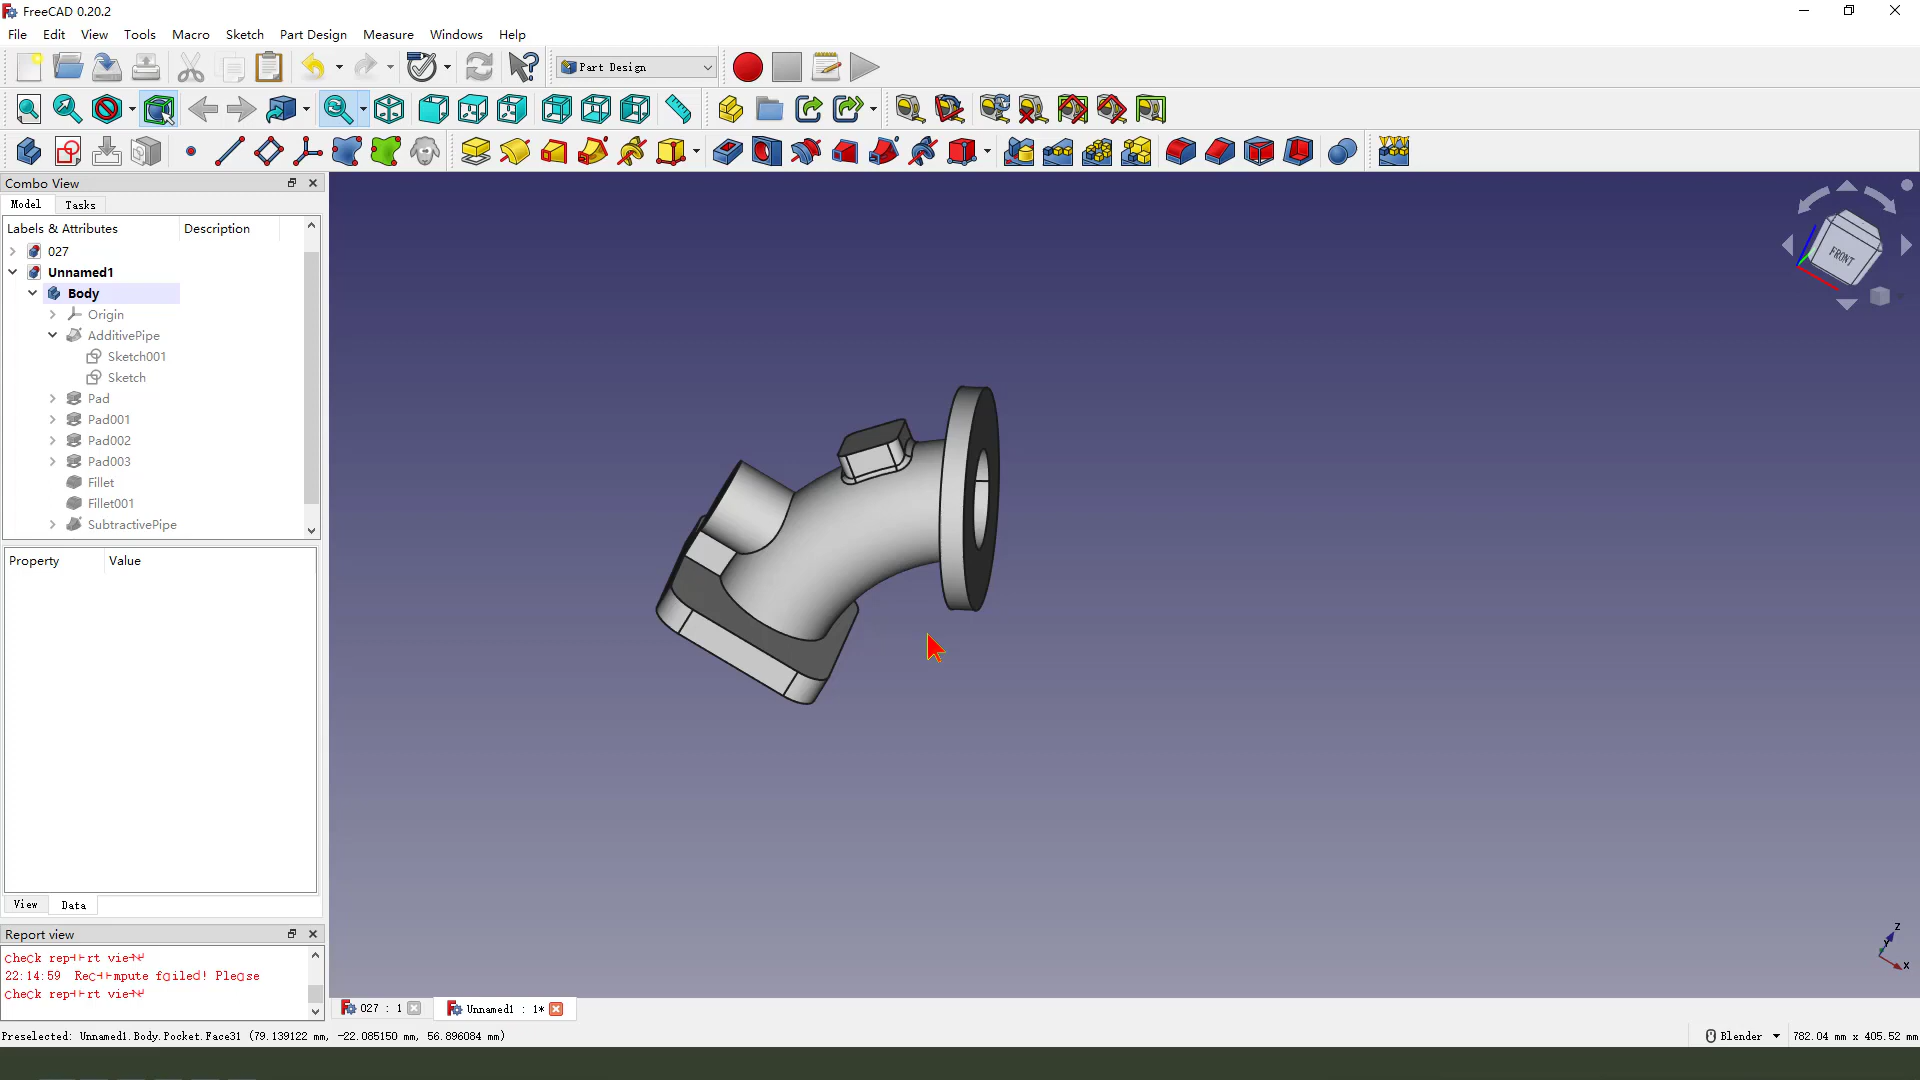 FreeCAD 0.20.2
File Edit View Tools Macro Sketch Part Design Measure Windows Help
Part Design
Combo View
Model Tasks
Labels & Attributes Description
027
Unnamed1
Body
Origin
AdditivePipe
Sketch001
Sketch
Pad
Pad001
Pad002
Pad003
Fillet
Fillet001
SubtractivePipe
Property Value
View Data
Report view
22:14:59
027 : 1
Unnamed1 : 1*
Preselected: Unnamed1.Body.Pocket.Face31 (79.139122 mm, -22.085150 mm, 56.896084 mm)
Blender
782.04 mm x 405.52 mm
FRONT
Z
Y
X